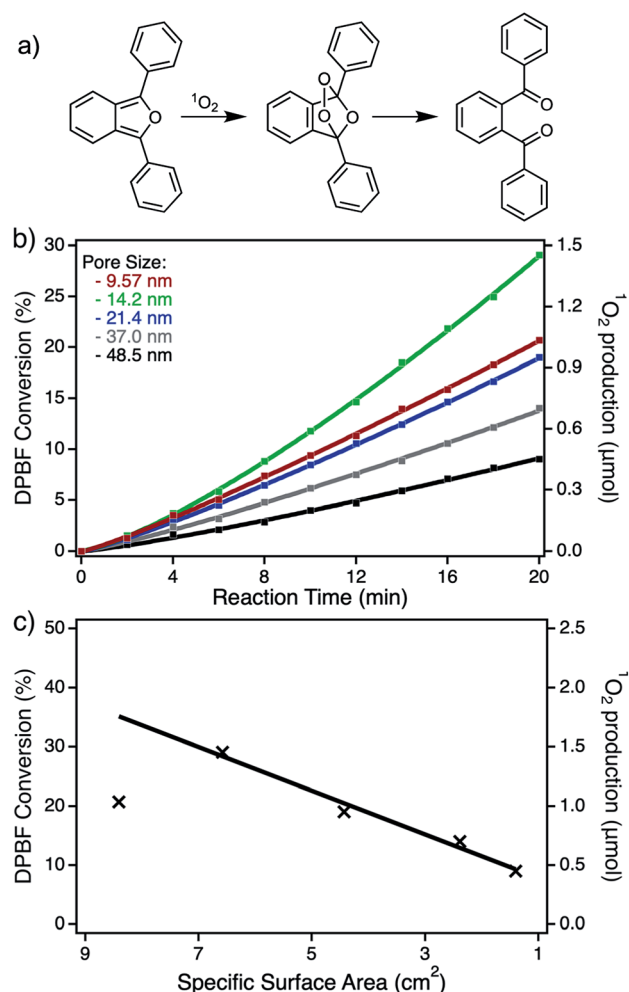 a)
O
¹O₂
O
O
O
O
O
b)
Pore Size:
- 9.57 nm
- 14.2 nm
- 21.4 nm
- 37.0 nm
- 48.5 nm
DPBF Conversion (%)
30
25
20
15
10
5
0
¹O₂ production (μmol)
1.5
1.2
0.9
0.6
0.3
0.0
0 4 8 12 16 20
Reaction Time (min)
c)
DPBF Conversion (%)
50
40
30
20
10
0
¹O₂ production (μmol)
2.5
2.0
1.5
1.0
0.5
0.0
9 7 5 3 1
Specific Surface Area (cm²)